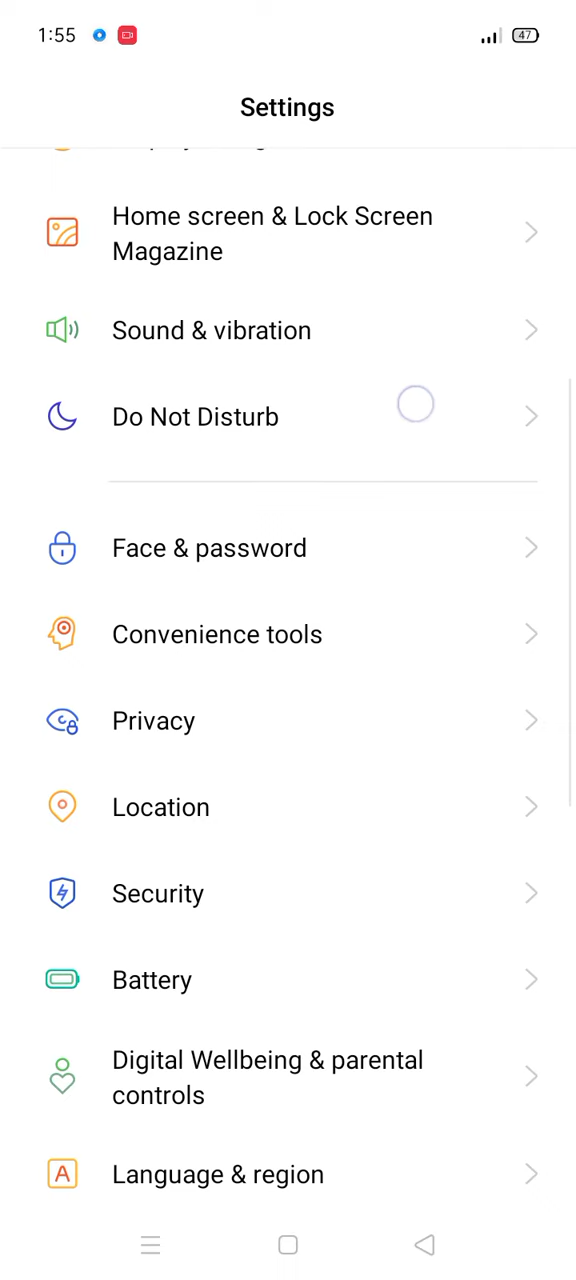 1:55
47
Settings
Home screen & Lock Screen
Magazine
Sound & vibration
Do Not Disturb
Face & password
Convenience tools
Privacy
Location
Security
Battery
Digital Wellbeing & parental
controls
A
Language & region